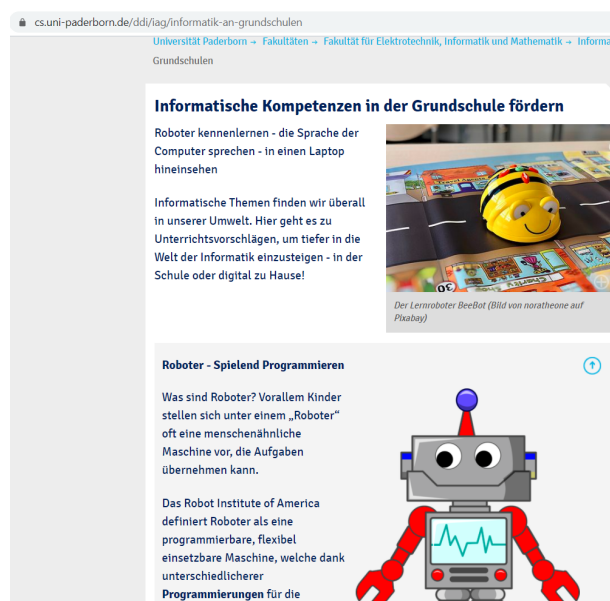 cs.uni-paderborn.de/ddi/iag/informatik-an-grundschulen
Universität Paderborn → Fakultäten → Fakultät für Elektrotechnik, Informatik und Mathematik → Informa
Grundschulen
Informatische Kompetenzen in der Grundschule fördern
Roboter kennenlernen - die Sprache der
Computer sprechen - in einen Laptop
hineinsehen
Informatische Themen finden wir überall
in unserer Umwelt. Hier geht es zu
Unterrichtsvorschlägen, um tiefer in die
Welt der Informatik einzusteigen - in der
Schule oder digital zu Hause!
Travel Agency
Charity Shop
30
Der Lernroboter BeeBot (Bild von noratheone auf
Pixabay)
Roboter - Spielend Programmieren
Was sind Roboter? Vorallem Kinder
stellen sich unter einem „Roboter“
oft eine menschenähnliche
Maschine vor, die Aufgaben
übernehmen kann.
Das Robot Institute of America
definiert Roboter als eine
programmierbare, flexibel
einsetzbare Maschine, welche dank
unterschiedlicherer
Programmierungen für die